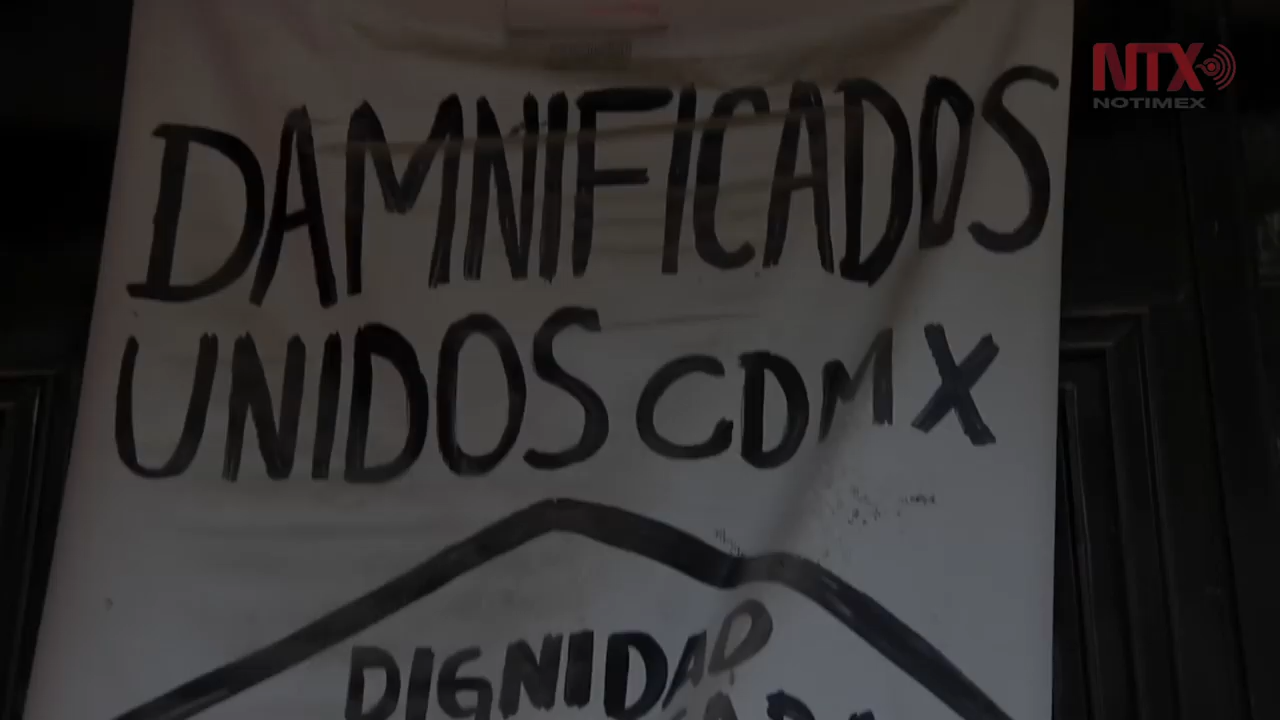 NTX
NOTIMEX
DAMNIFICADOS
UNIDOS CDMX
DIGNIDAD